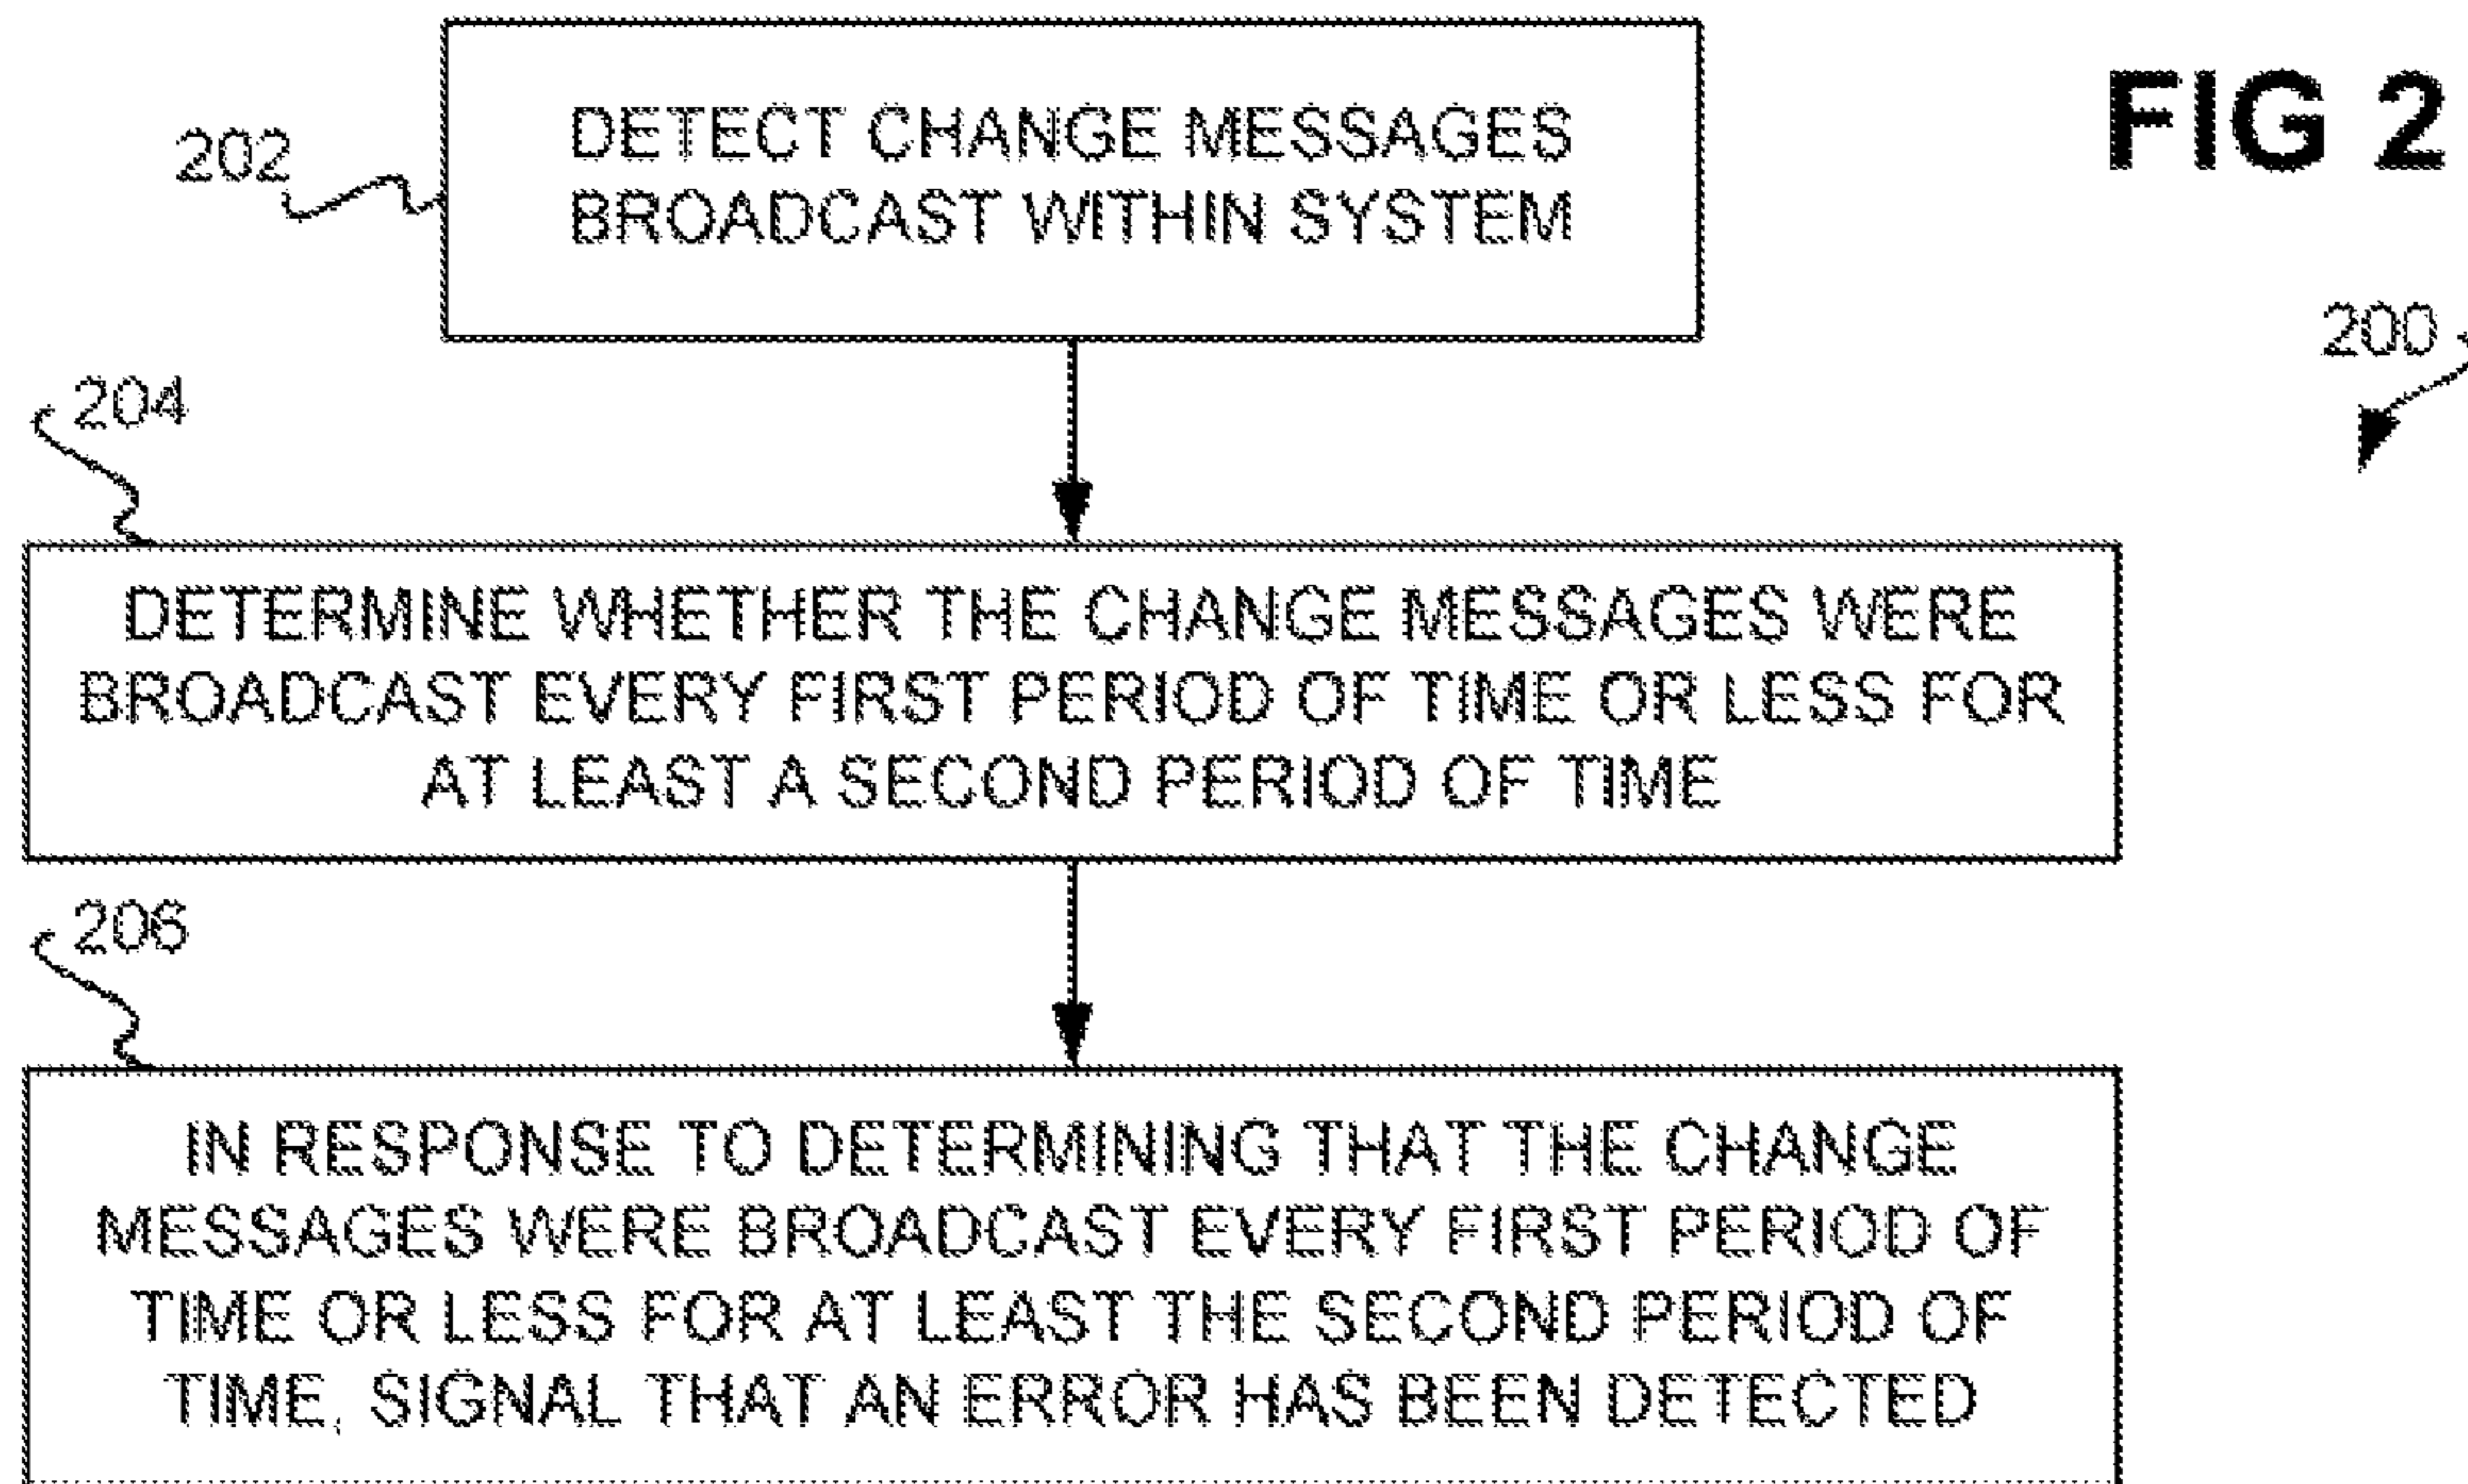 FIG 2
200
202
DETECT CHANGE MESSAGES
BROADCAST WITHIN SYSTEM
204
DETERMINE WHETHER THE CHANGE MESSAGES WERE
BROADCAST EVERY FIRST PERIOD OF TIME OR LESS FOR
AT LEAST A SECOND PERIOD OF TIME
206
IN RESPONSE TO DETERMINING THAT THE CHANGE
MESSAGES WERE BROADCAST EVERY FIRST PERIOD OF
TIME OR LESS FOR AT LEAST THE SECOND PERIOD OF
TIME, SIGNAL THAT AN ERROR HAS BEEN DETECTED